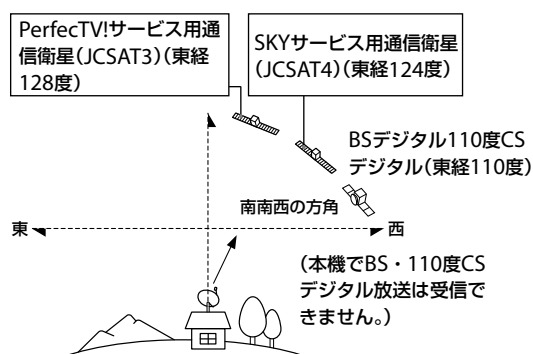 PerfecTV!サービス用通
信衛星(JCSAT3)(東経
128度)
SKYサービス用通信衛星
(JCSAT4)(東経124度)
BSデジタル110度CS
デジタル(東経110度)
南南西の方角
東
西
(本機でBS・110度CS
デジタル放送は受信で
きません。)